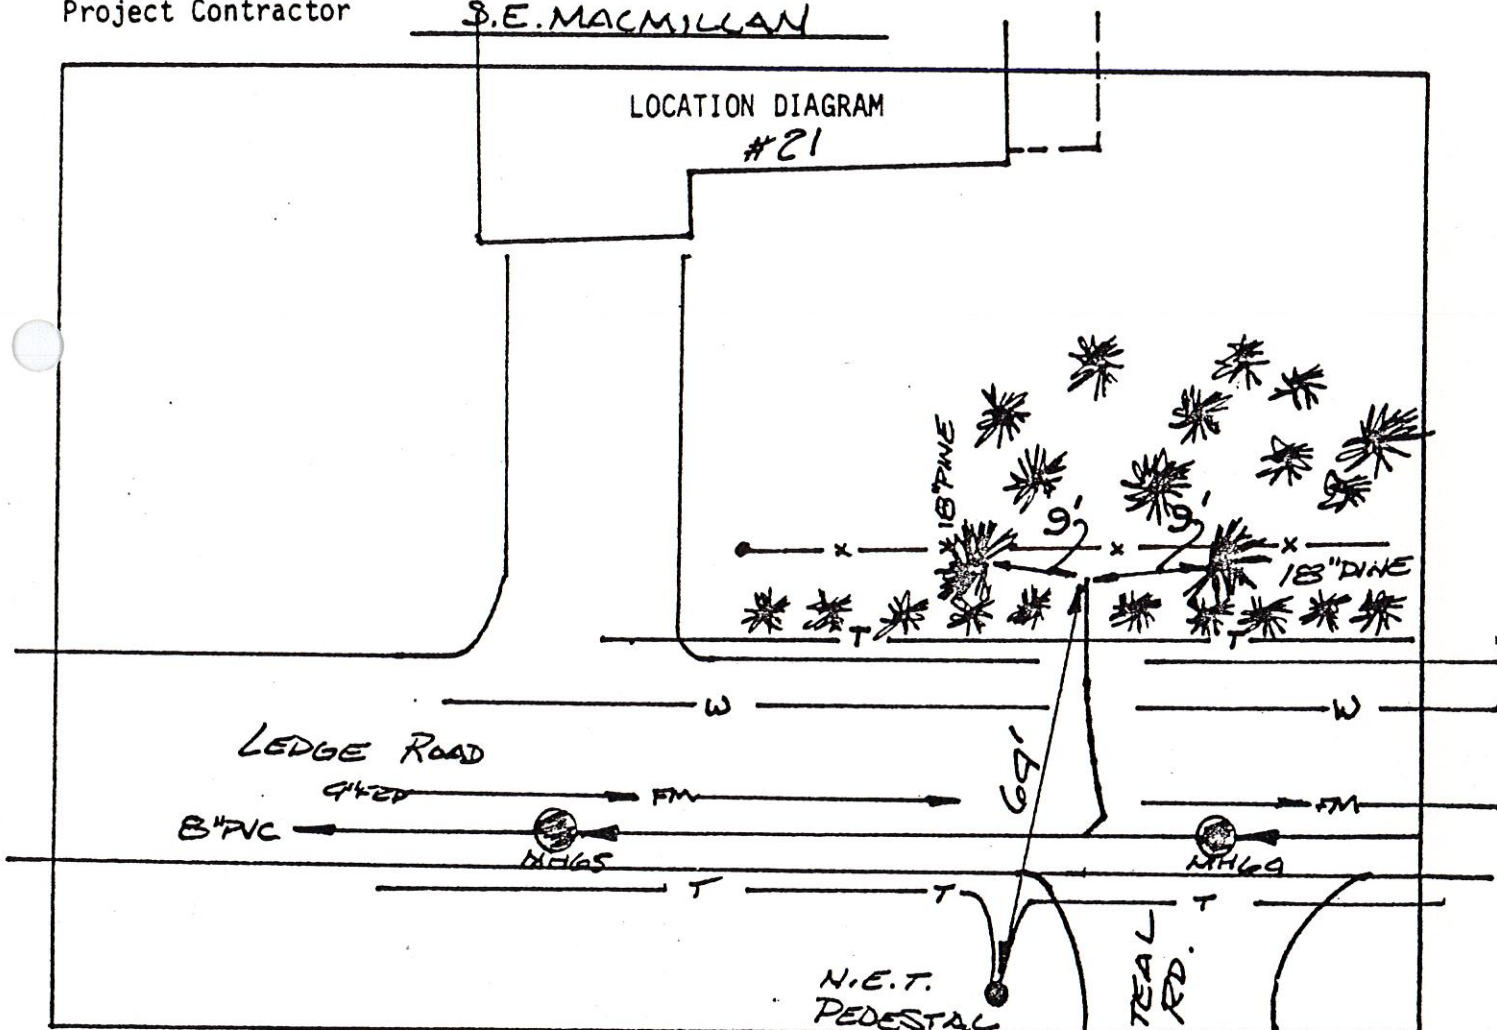 Project Contractor S.E. MACMILLAN
LOCATION DIAGRAM
#21
18"PINE
9' 9'
x x x x
18"PINE
T T
W W
LEDGE ROAD
69'
FM FM
8"PVC
MH65
T T T
N.E.T.
PEDESTAL
TEAL
RD.